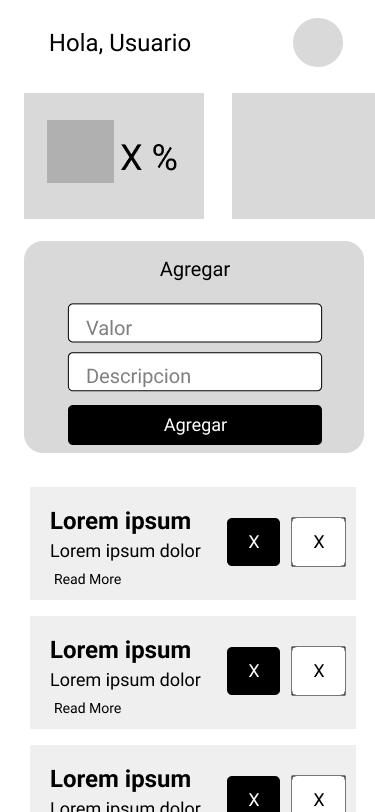 Hola, Usuario
X %
Agregar
Valor
Descripcion
Agregar
Lorem ipsum
Lorem ipsum dolor
Read More
X
X
Lorem ipsum
Lorem ipsum dolor
Read More
X
X
Lorem ipsum
Lorem ipsum dolor
X
X